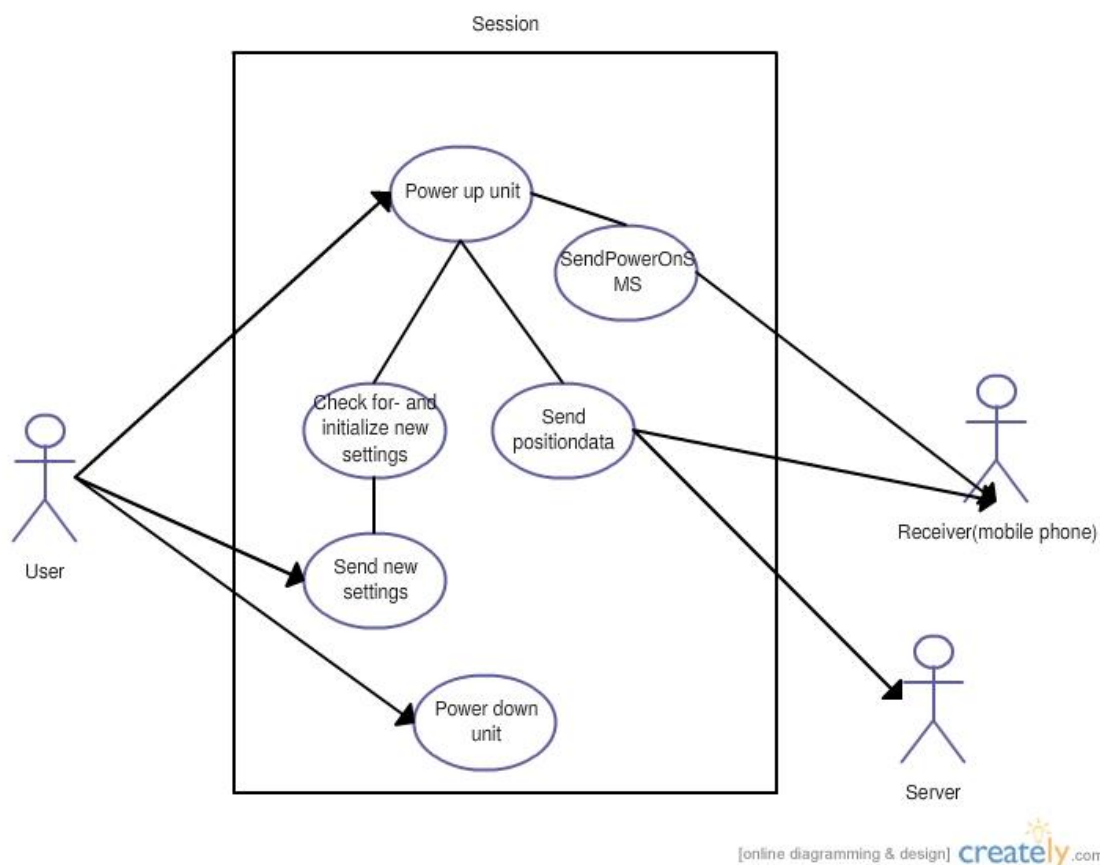 Session
Power up unit
SendPowerOnS
MS
Check for- and
initialize new
settings
Send
positiondata
Receiver(mobile phone)
User
Send new
settings
Power down
unit
Server
[online diagramming & design] creately.com